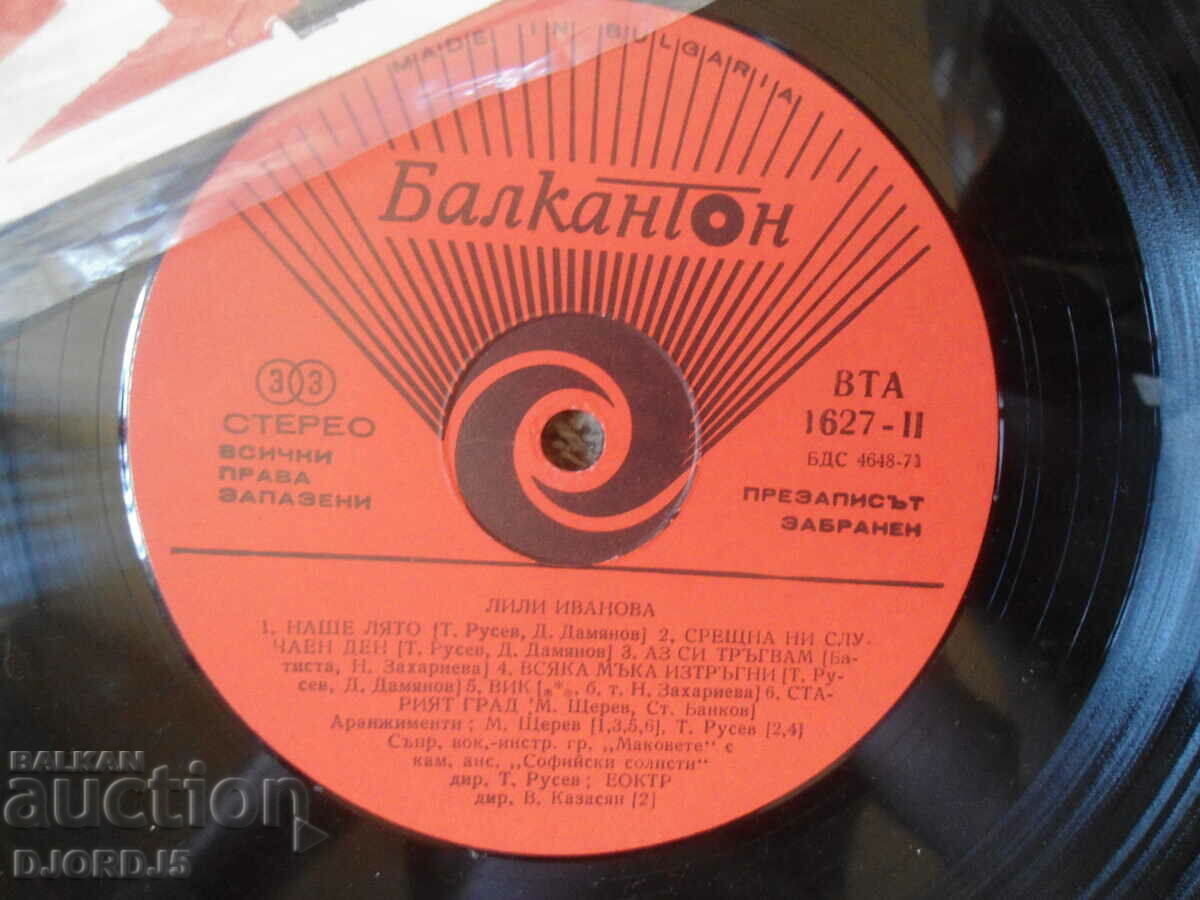 MADE IN BULGARIA
Балкантон
33
СТЕРЕО
ВСИЧКИ
ПРАВА
ЗАПАЗЕНИ
ВТА
1627-II
БДС 4648-71
ПРЕЗАПИСЪТ
ЗАБРАНЕН
ЛИЛИ ИВАНОВА
1, НАШЕ ЛЯТО [Т. Русев, Д. Дамянов] 2, СРЕЩНА НИ СЛУ-
ЧАЕН ДЕН [Т. Русев, Д. Дамянов] 3. АЗ СИ ТРЪГВАМ [Ба-
тиста, Н. Захариева] 4. ВСЯКА МЪКА ИЗТРЪГНИ [Т. Ру-
сев, Д. Дамянов] 5, ВИК [***, б. т. Н. Захариева] 6. СТА-
РИЯТ ГРАД [М. Щерев, Ст. Банков]
Аранжименти; М. Щерев [1,3,5,6], Т. Русев [2,4]
Съпр, вок,-инстр. гр, „Маковете" с
кам, анс, „Софийски солисти"
дир, Т. Русев; ЕОКТР
дир, В. Казасян [2]
BALKAN
auction
DJORDJ5